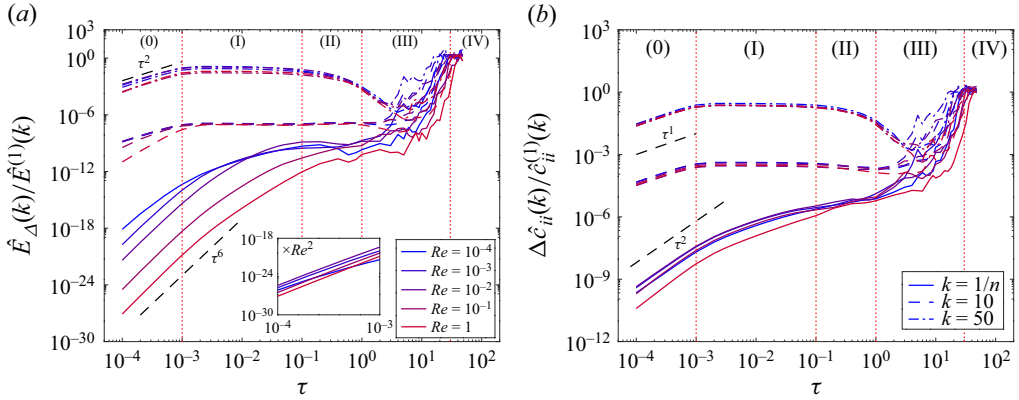 (a)
(b)
10^3
10^0
10^-6
10^-12
10^-18
10^-24
10^-30
Ê_Δ(k)/Ê^(1)(k)
(0) (I) (II) (III) (IV)
τ^2
τ^6
×Re^2
10^-18
10^-24
10^-30
10^-4 10^-3
Re = 10^-4
Re = 10^-3
Re = 10^-2
Re = 10^-1
Re = 1
10^-4 10^-3 10^-2 10^-1 10^0 10^1 10^2
τ
10^3
10^0
10^-3
10^-6
10^-9
10^-12
Δĉ_ii(k)/ĉ_ii^(1)(k)
(0) (I) (II) (III) (IV)
τ^1
τ^2
k = 1/n
k = 10
k = 50
10^-4 10^-3 10^-2 10^-1 10^0 10^1 10^2
τ